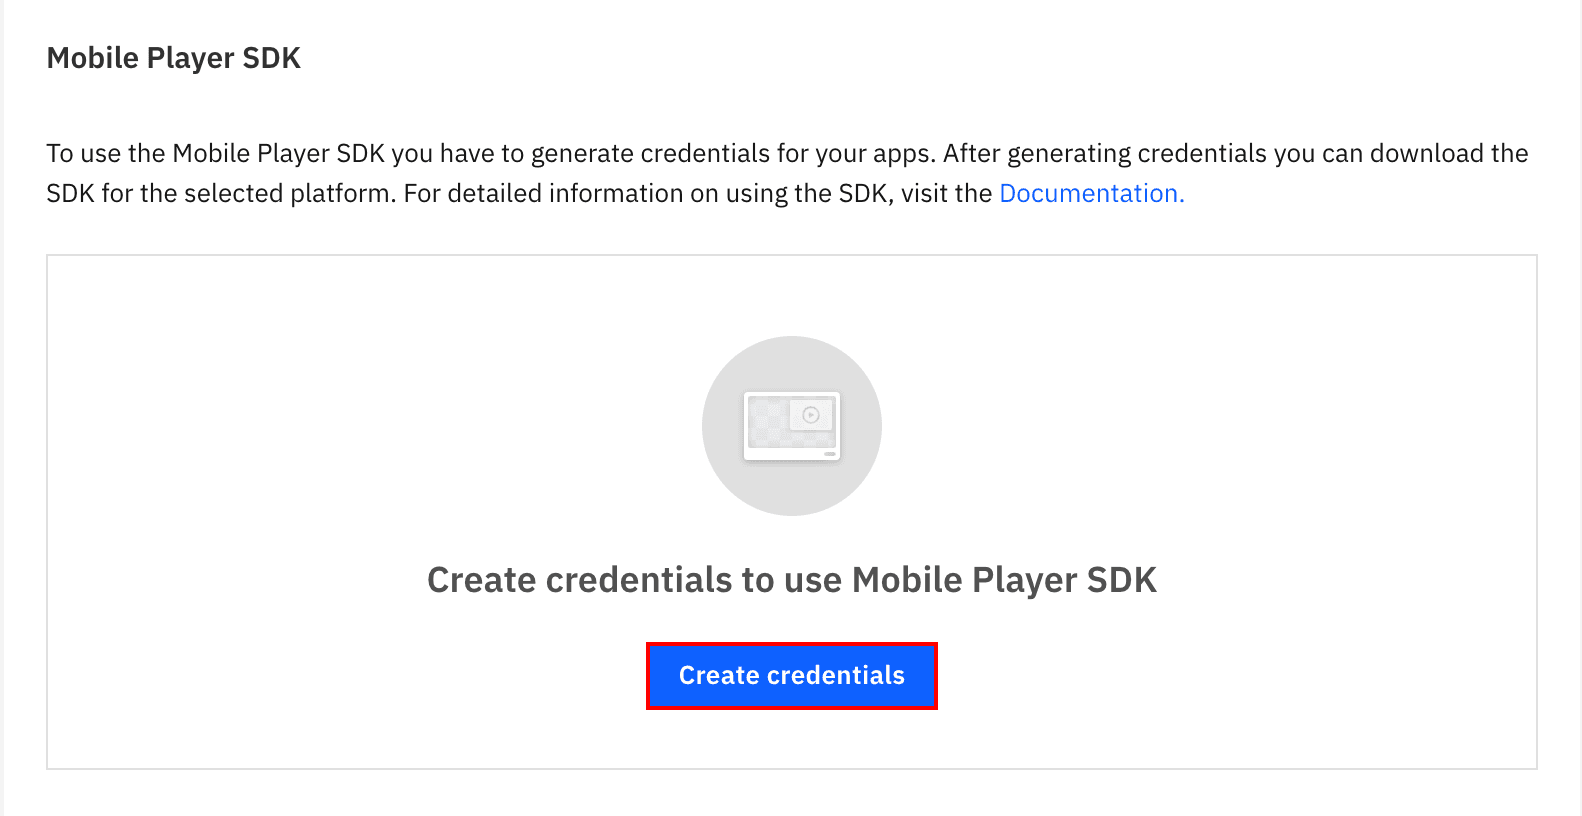 Mobile Player SDK
To use the Mobile Player SDK you have to generate credentials for your apps. After generating credentials you can download the
SDK for the selected platform. For detailed information on using the SDK, visit the Documentation.
Create credentials to use Mobile Player SDK
Create credentials